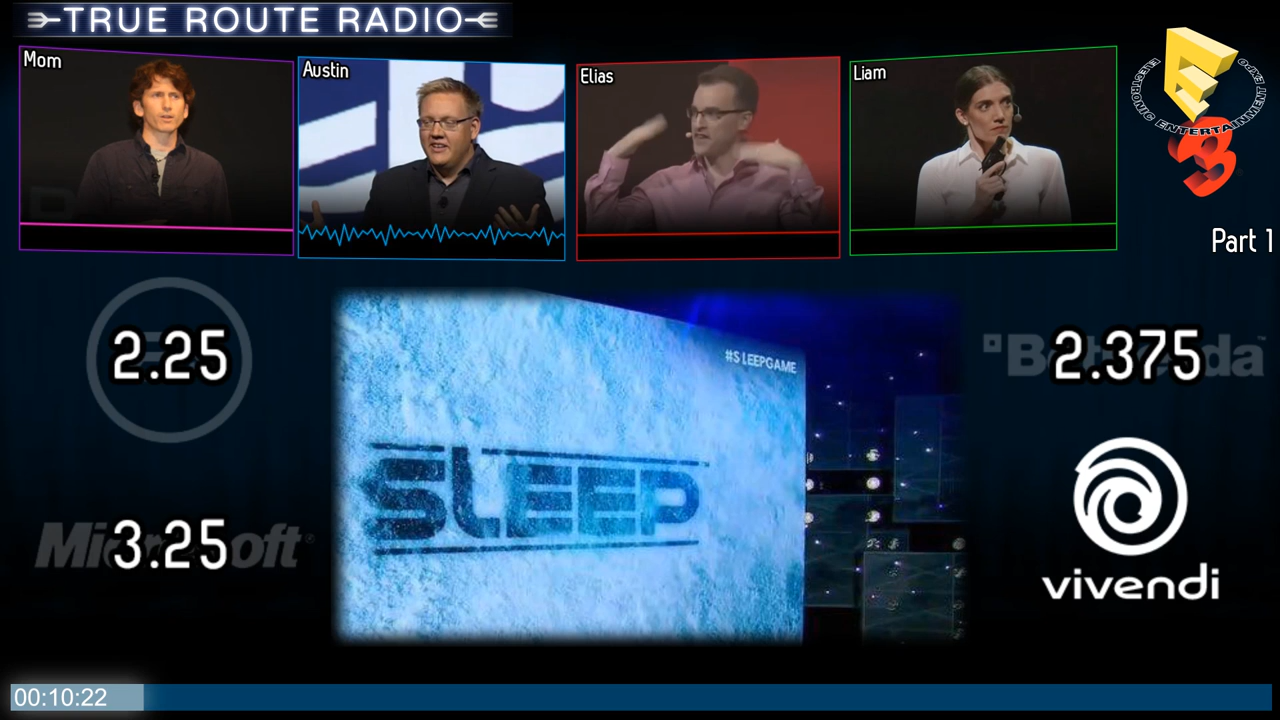 TRUE ROUTE RADIO
Mom
Austin
Elias
Liam
ELECTRONIC ENTERTAINMENT EXPO
E3
Part 1
2.25
Bethesda™
2.375
#SLEEPGAME
SLEEP
Microsoft
3.25
vivendi
00:10:22